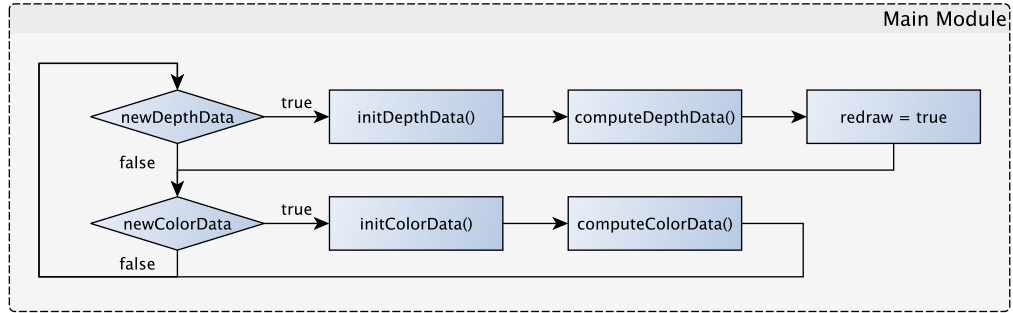 Main Module
newDepthData
true
initDepthData()
computeDepthData()
redraw = true
false
newColorData
true
initColorData()
computeColorData()
false